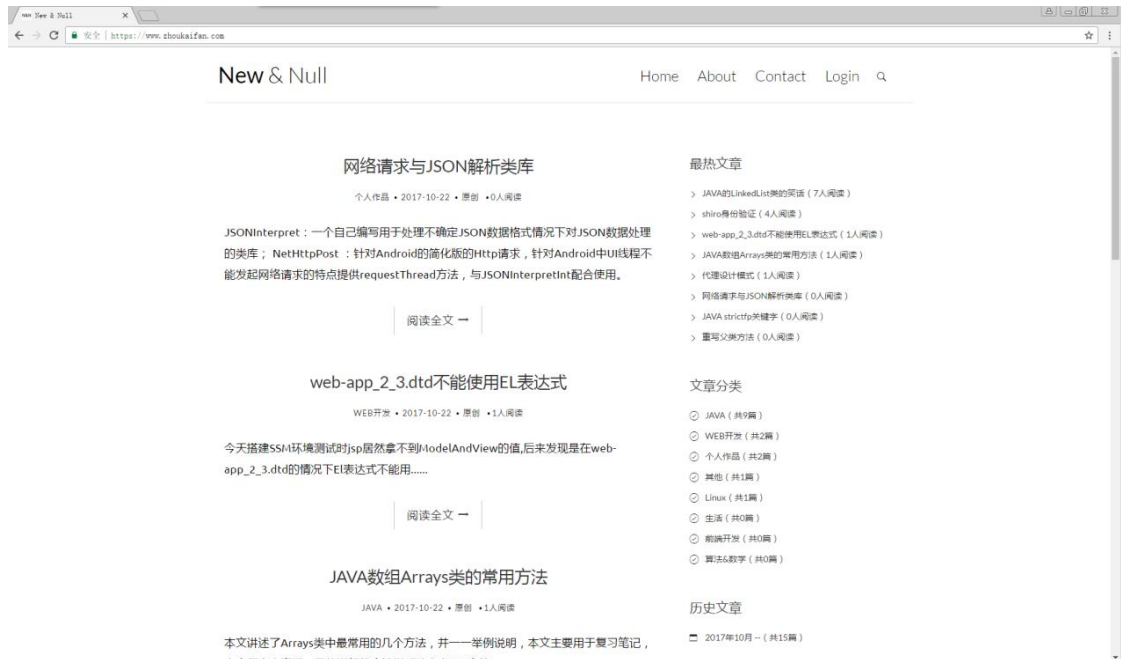 New & Null
安全 | https://www.zhoukaifan.com
New & Null
Home About Contact Login
网络请求与JSON解析类库
个人作品 • 2017-10-22 • 原创 •0人阅读
JSONInterpret：一个自己编写用于处理不确定JSON数据格式情况下对JSON数据处理
的类库； NetHttpPost ：针对Android的简化版的Http请求，针对Android中UI线程不
能发起网络请求的特点提供requestThread方法，与JSONInterpretInt配合使用。
阅读全文
web-app_2_3.dtd不能使用EL表达式
WEB开发 • 2017-10-22 • 原创 •1人阅读
今天搭建SSM环境测试时jsp居然拿不到ModelAndView的值,后来发现是在web-
app_2_3.dtd的情况下El表达式不能用......
阅读全文
JAVA数组Arrays类的常用方法
JAVA • 2017-10-22 • 原创 •1人阅读
本文讲述了Arrays类中最常用的几个方法，并一一举例说明，本文主要用于复习笔记，
最热文章
JAVA的LinkedList类的笑话（7人阅读）
shiro身份验证（4人阅读）
web-app_2_3.dtd不能使用EL表达式（1人阅读）
JAVA数组Arrays类的常用方法（1人阅读）
代理设计模式（1人阅读）
网络请求与JSON解析类库（0人阅读）
JAVA strictfp关键字（0人阅读）
重写父类方法（0人阅读）
文章分类
JAVA（共9篇）
WEB开发（共2篇）
个人作品（共2篇）
其他（共1篇）
Linux（共1篇）
生活（共0篇）
前端开发（共0篇）
算法&数学（共0篇）
历史文章
2017年10月 --（共15篇）